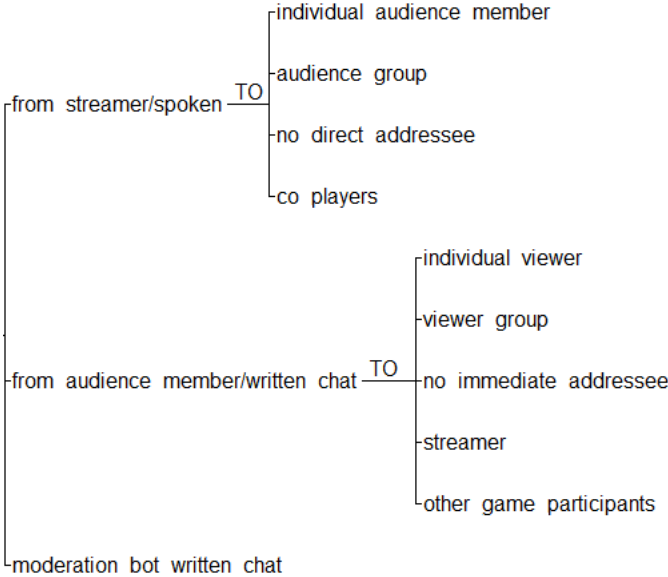 individual audience member
TO
audience group
from streamer/spoken
no direct addressee
co players
individual viewer
viewer group
TO
from audience member/written chat
no immediate addressee
streamer
other game participants
moderation bot written chat